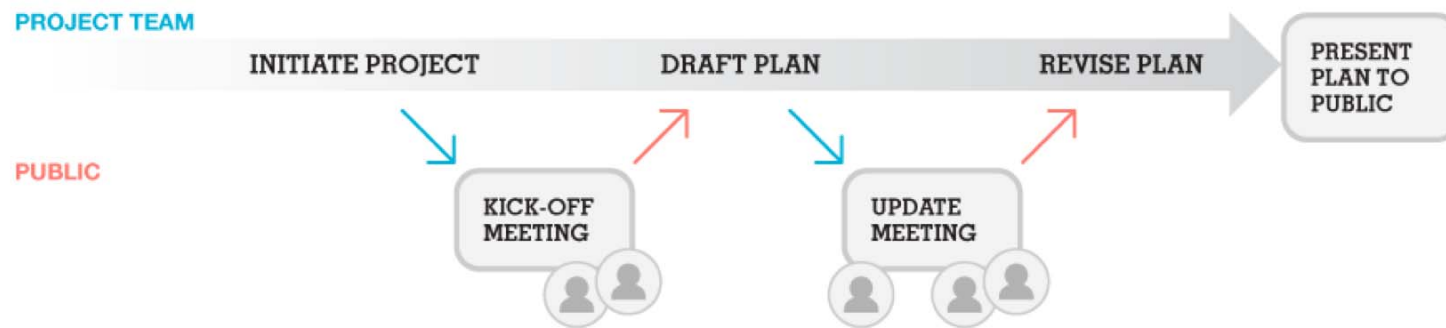 PROJECT TEAM
INITIATE PROJECT
DRAFT PLAN
REVISE PLAN
PRESENT
PLAN TO
PUBLIC
PUBLIC
KICK-OFF
MEETING
UPDATE
MEETING